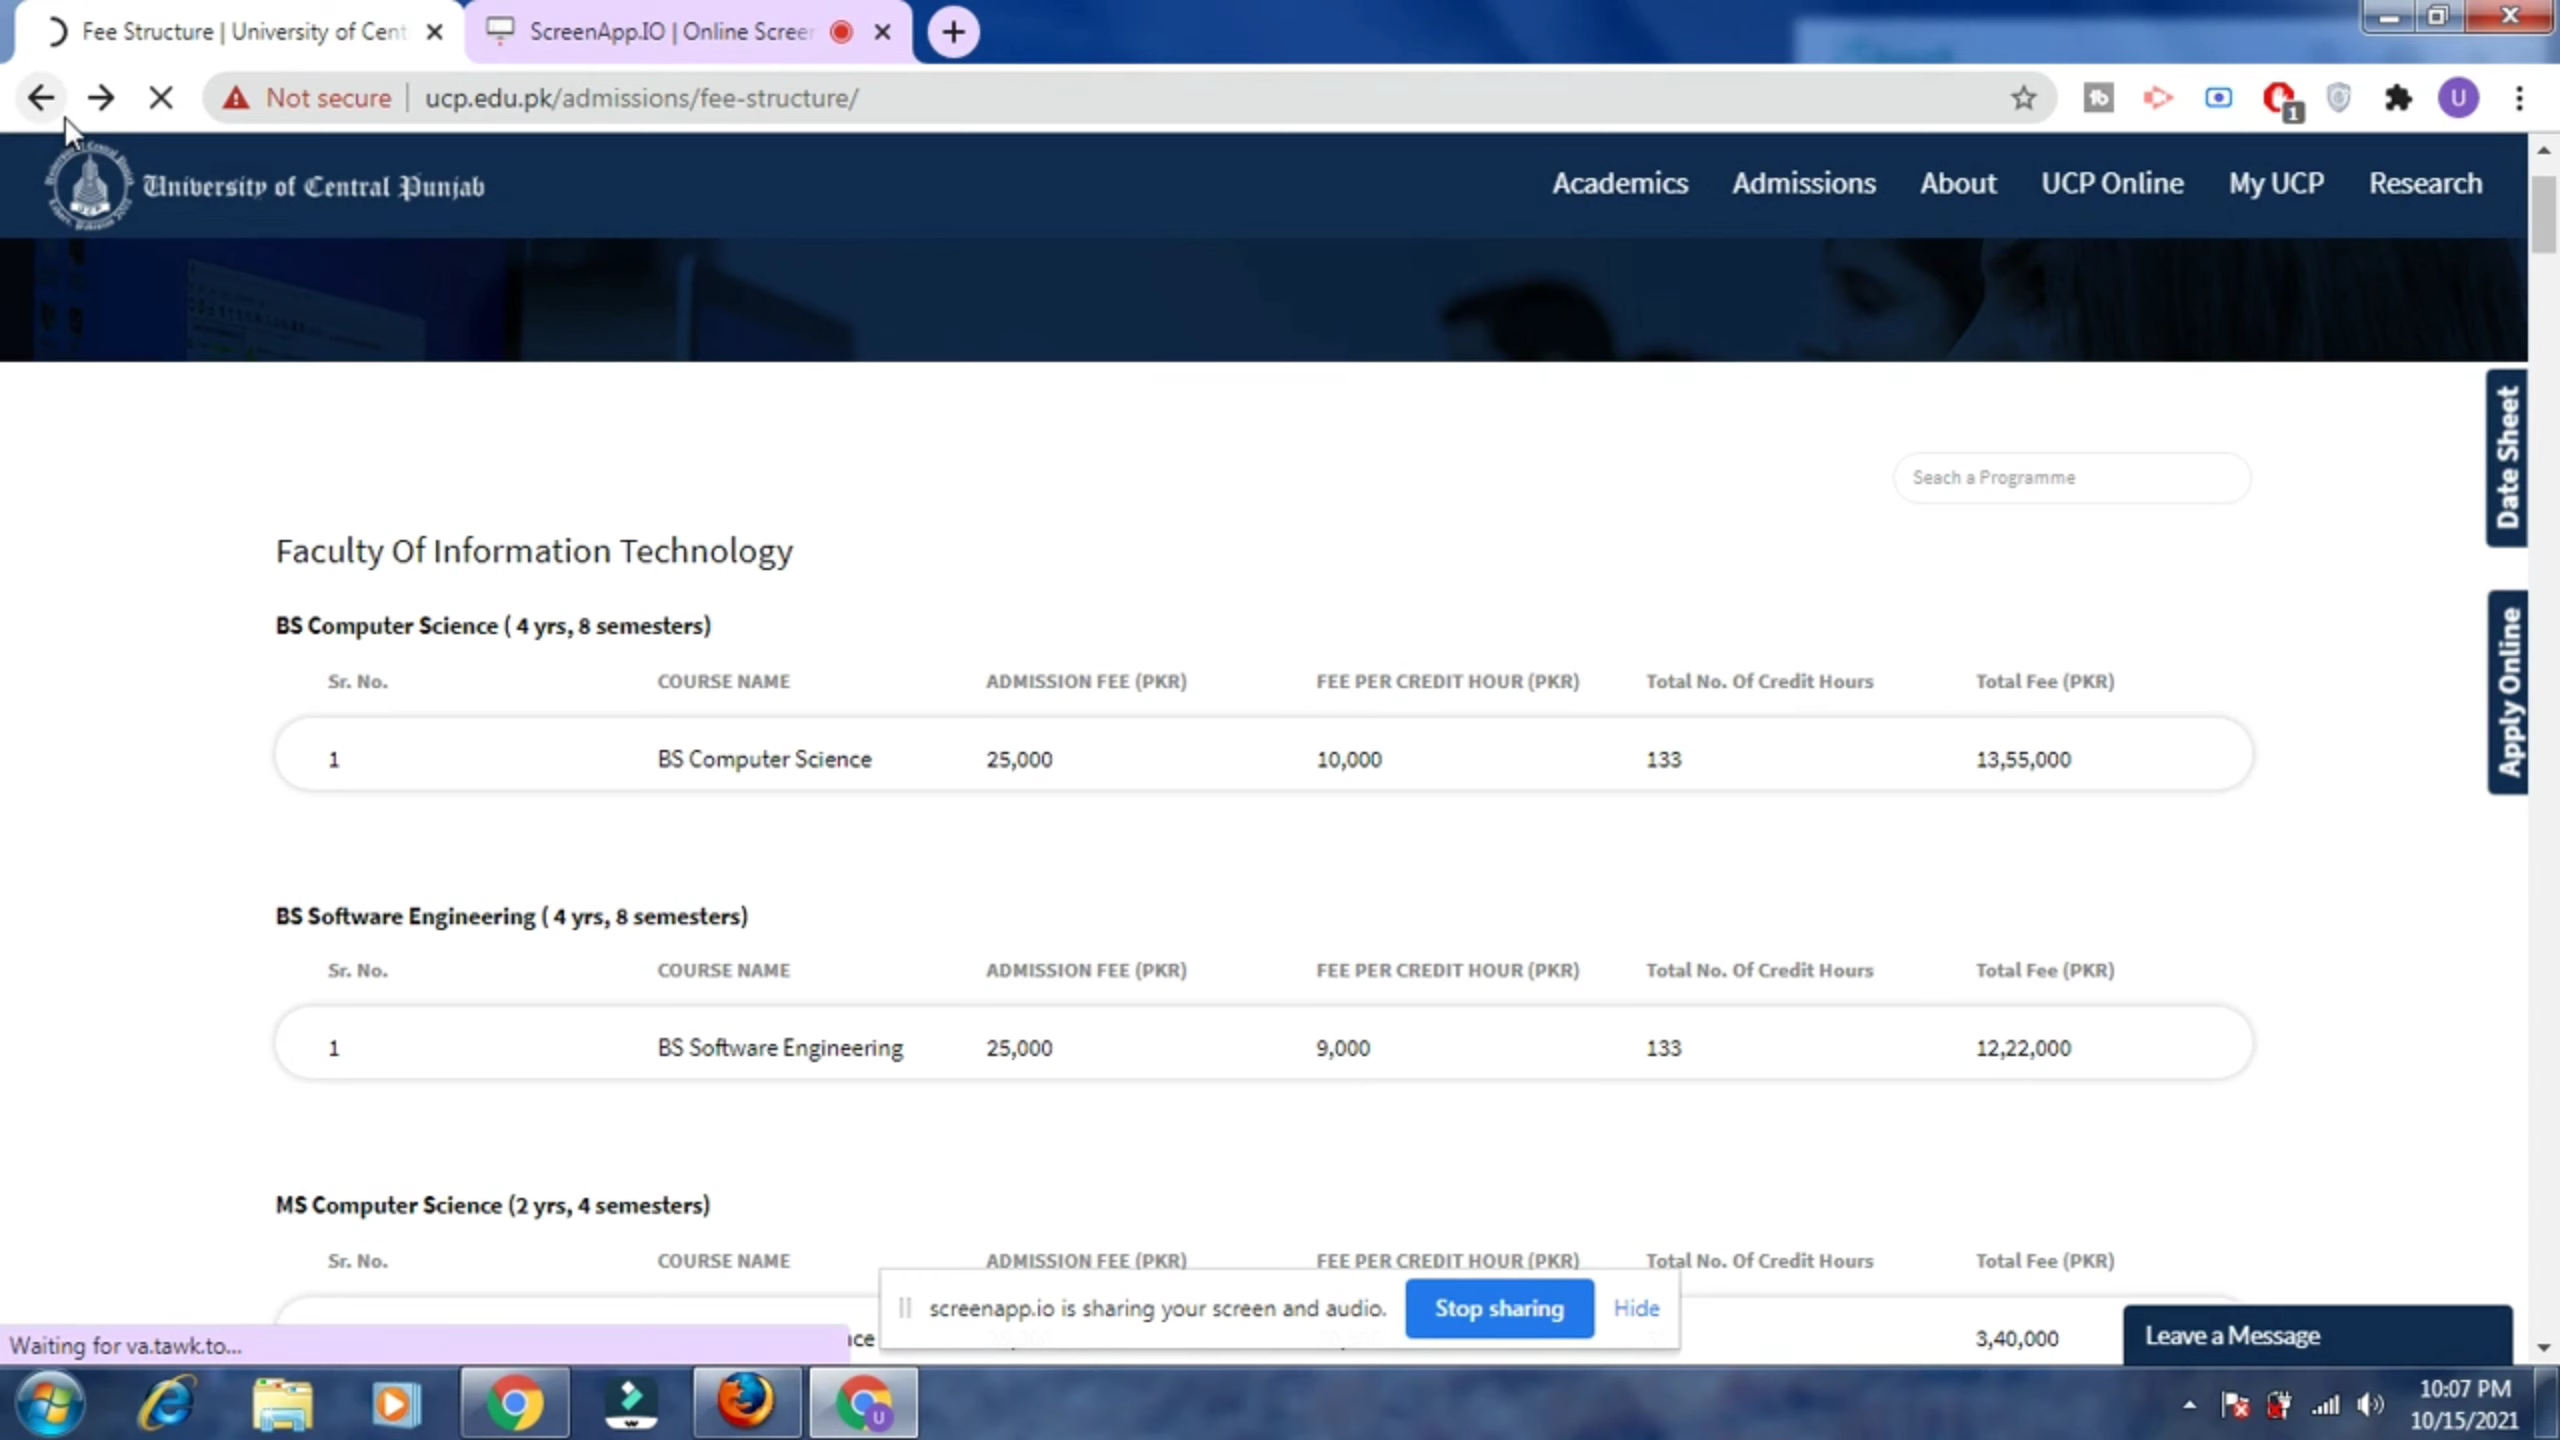 Fee Structure | University of Cent
ScreenApp.IO | Online Screen
Not secure
ucp.edu.pk/admissions/fee-structure/
1
U
University of Central Punjab
Academics
Admissions
About
UCP Online
My UCP
Research
Seach a Programme
Date Sheet
Apply Online
Faculty Of Information Technology
BS Computer Science ( 4 yrs, 8 semesters)
Sr. No. COURSE NAME ADMISSION FEE (PKR) FEE PER CREDIT HOUR (PKR) Total No. Of Credit Hours Total Fee (PKR)
1 BS Computer Science 25,000 10,000 133 13,55,000
BS Software Engineering ( 4 yrs, 8 semesters)
Sr. No. COURSE NAME ADMISSION FEE (PKR) FEE PER CREDIT HOUR (PKR) Total No. Of Credit Hours Total Fee (PKR)
1 BS Software Engineering 25,000 9,000 133 12,22,000
MS Computer Science (2 yrs, 4 semesters)
Sr. No. COURSE NAME ADMISSION FEE (PKR) FEE PER CREDIT HOUR (PKR) Total No. Of Credit Hours Total Fee (PKR)
3,40,000
screenapp.io is sharing your screen and audio.
Stop sharing
Hide
Leave a Message
Waiting for va.tawk.to...
U
10:07 PM
10/15/2021